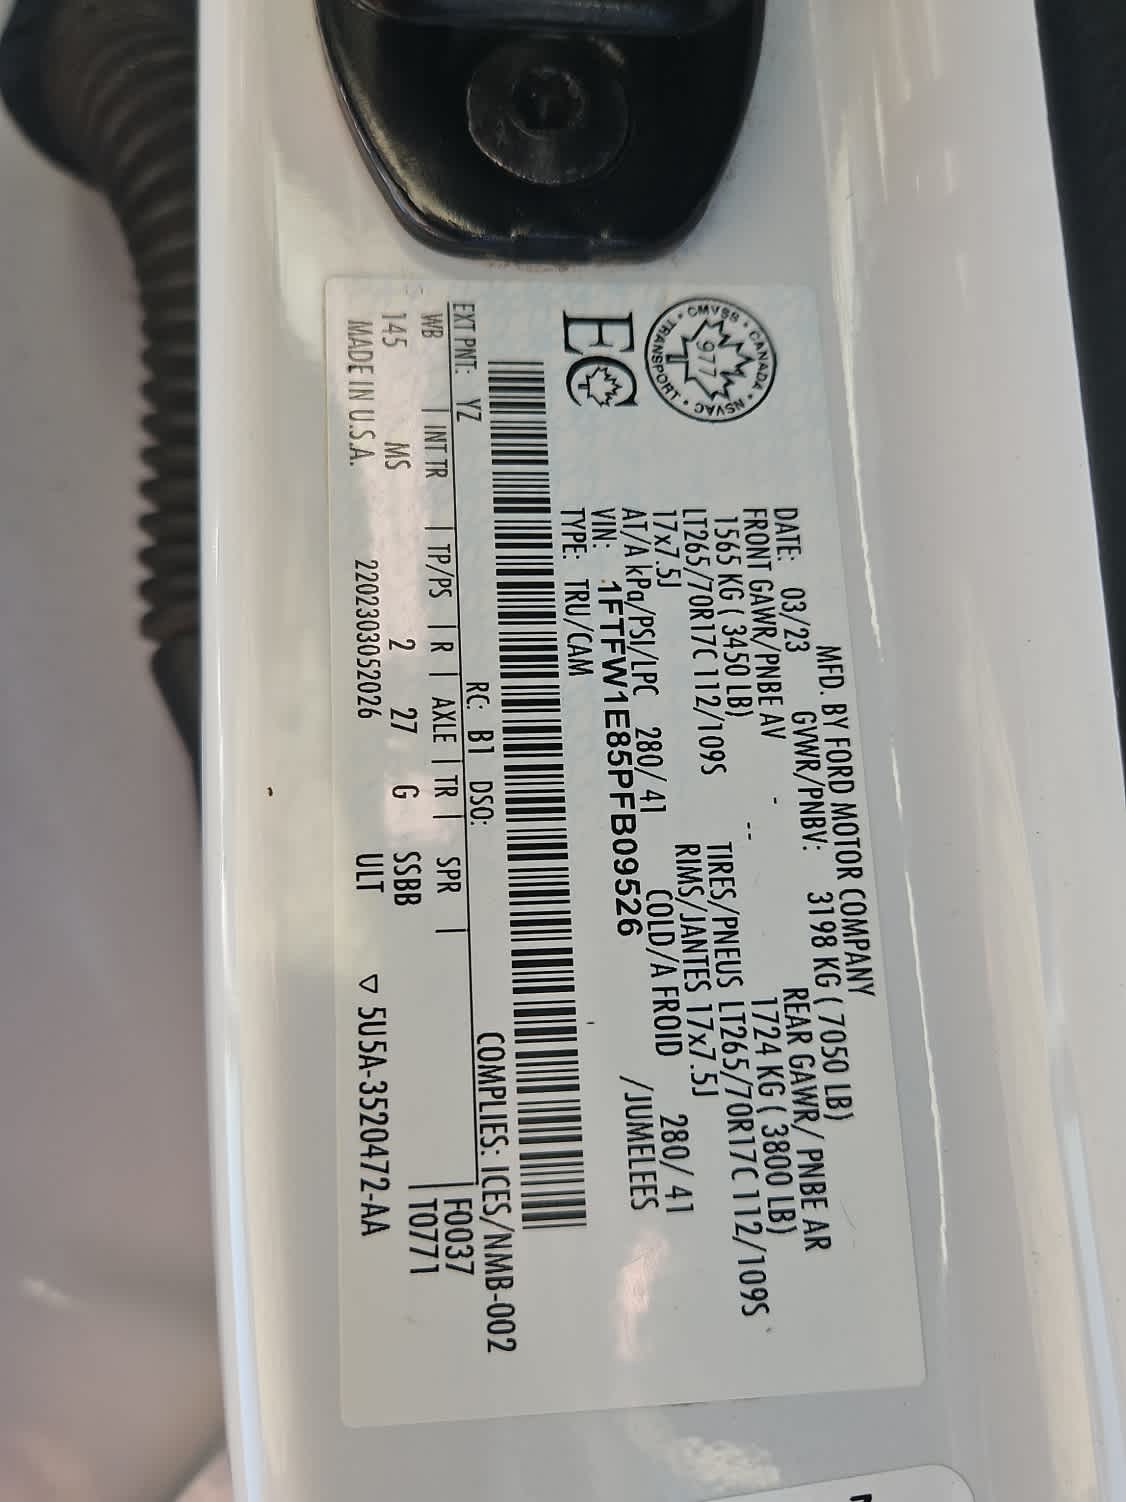 MFD. BY FORD MOTOR COMPANY
DATE: 03/23 GVWR/PNBV: 3198 KG ( 7050 LB)
FRONT GAWR/PNBE AV - REAR GAWR/ PNBE AR
1565 KG ( 3450 LB) -- 1724 KG ( 3800 LB)
LT265/70R17C 112/109S TIRES/PNEUS LT265/70R17C 112/109S
17x7.5J RIMS/JANTES 17x7.5J
AT/A kPa/PSI/LPC 280/41 COLD/A FROID 280/ 41
VIN: 1FTFW1E85PFB09526 /JUMELEES
TYPE: TRU/CAM
CMVSS • CANADA • NSVAC • TRANSPORT •
977
EC
EXT PNT: YZ RC: B1 DSO: COMPLIES: ICES/NMB-002
WB | INT TR | TP/PS | R | AXLE | TR | SPR | F0037
145 MS 2 27 G SSBB T0771
MADE IN U.S.A. 220230305​2026 ULT ▽ 5U5A-3520472-AA